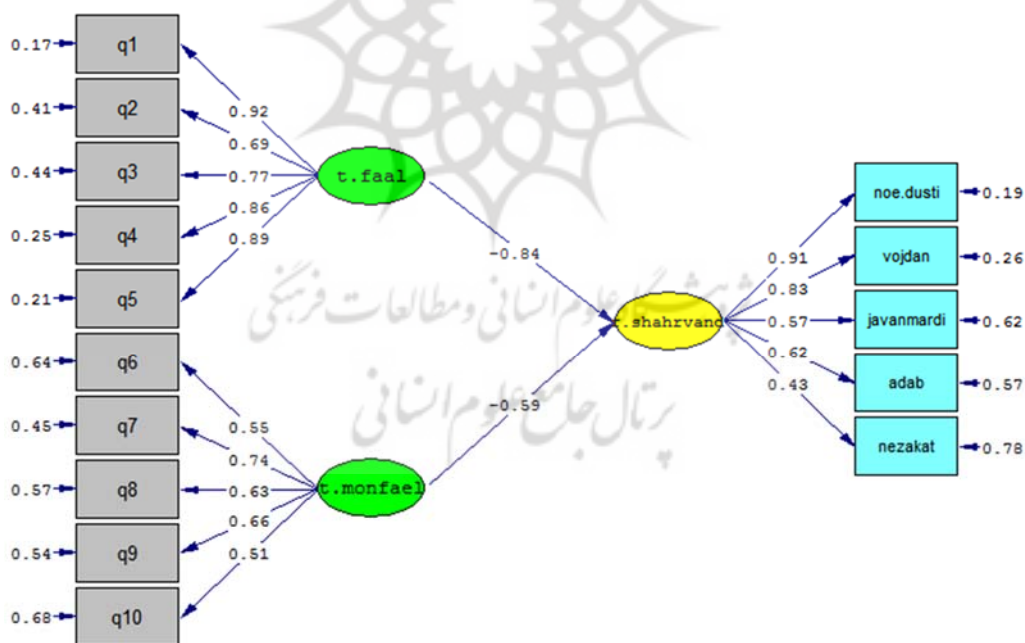 0.17
q1
0.41
q2
0.44
q3
0.25
q4
0.21
q5
0.64
q6
0.45
q7
0.57
q8
0.54
q9
0.68
q10
0.92
0.69
0.77
0.86
0.89
0.55
0.74
0.63
0.66
0.51
t.faal
t.monfael
-0.84
-0.59
t.shahrvand
0.91
0.83
0.57
0.62
0.43
noe.dusti
0.19
vojdan
0.26
javanmardi
0.62
adab
0.57
nezakat
0.78
پژوهشگاه علوم انسانی و مطالعات فرهنگی
پرتال جامع علوم انسانی